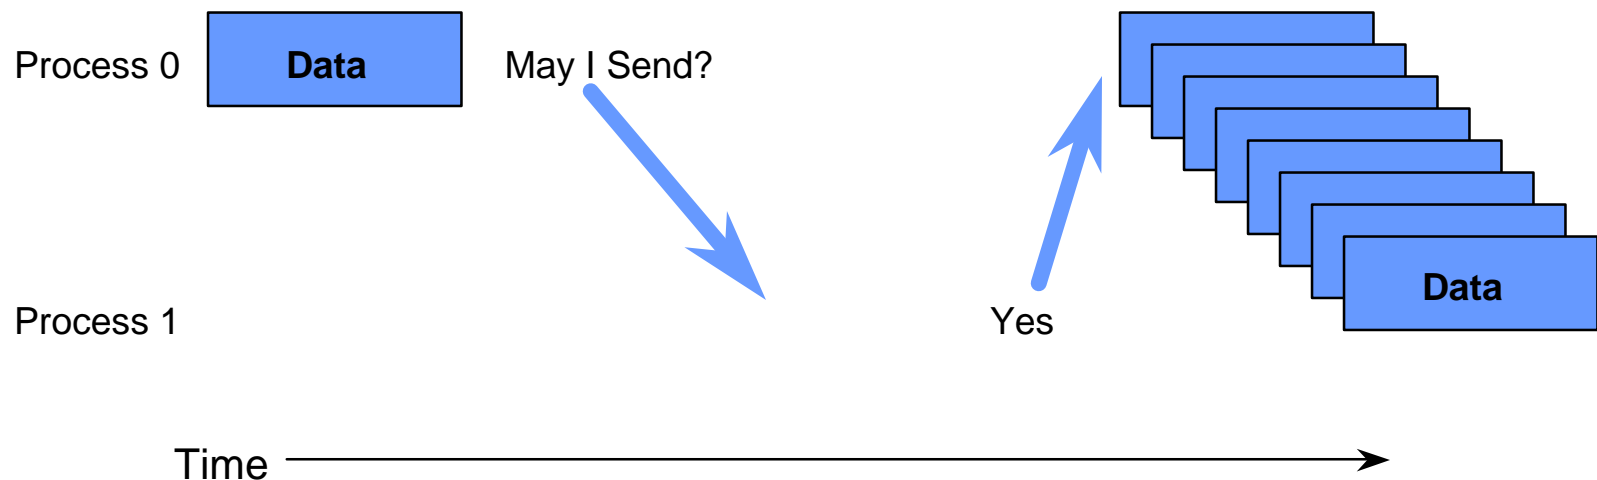 Process 0
Data
May I Send?
Data
Process 1
Yes
Time